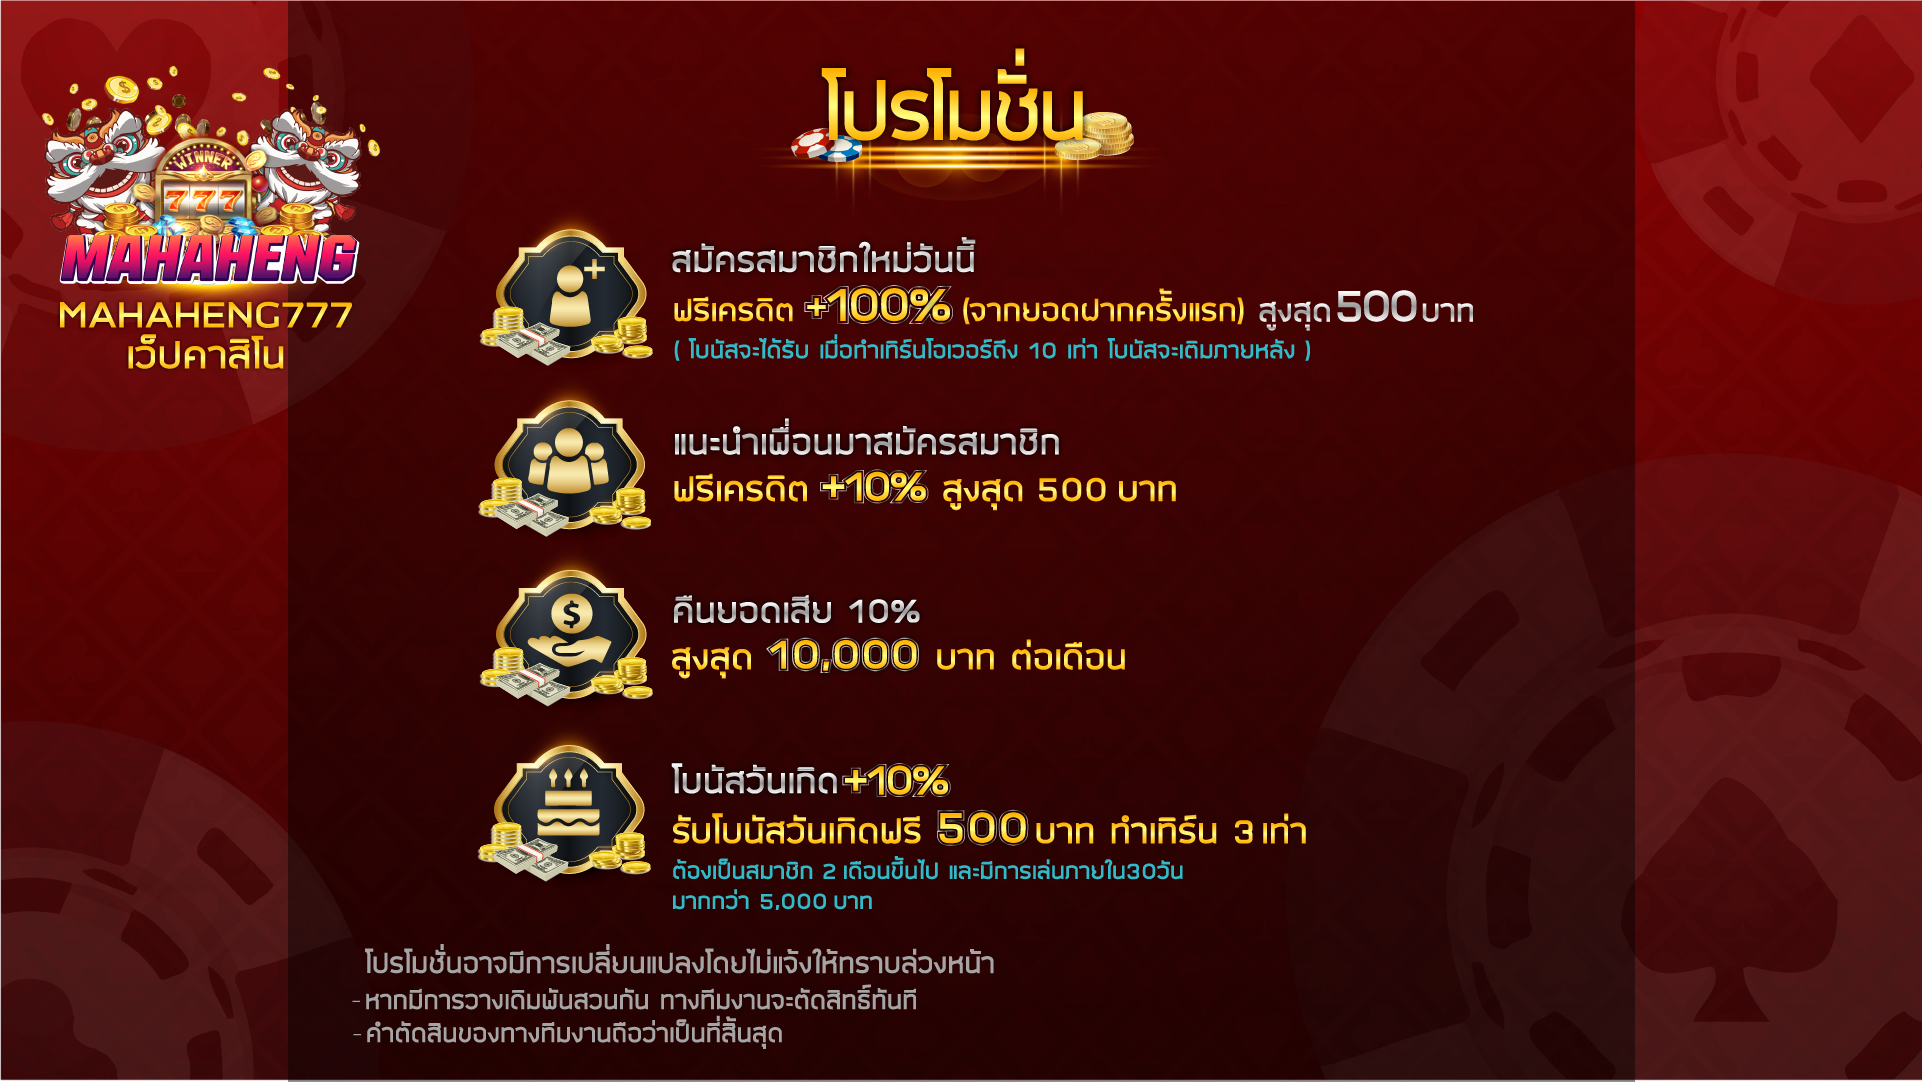 โปรโมชั่น
WINNER
777
MAHAHENG
MAHAHENG777
เว็ปคาสิโน
สมัครสมาชิกใหม่วันนี้
ฟรีเครดิต +100% (จากยอดฝากครั้งแรก) สูงสุด 500 บาท
( โบนัสจะได้รับ เมื่อทำเทิร์นโอเวอร์ถึง 10 เท่า โบนัสจะเติมภายหลัง )
แนะนำเพื่อนมาสมัครสมาชิก
ฟรีเครดิต +10% สูงสุด 500 บาท
คืนยอดเสีย 10%
สูงสุด 10,000 บาท ต่อเดือน
โบนัสวันเกิด +10%
รับโบนัสวันเกิดฟรี 500 บาท ทำเทิร์น 3 เท่า
ต้องเป็นสมาชิก 2 เดือนขึ้นไป และมีการเล่นภายใน30วัน
มากกว่า 5,000 บาท
โปรโมชั่นอาจมีการเปลี่ยนแปลงโดยไม่แจ้งให้ทราบล่วงหน้า
- หากมีการวางเดิมพันสวนกัน ทางทีมงานจะตัดสิทธิ์ทันที
- คำตัดสินของทางทีมงานถือว่าเป็นที่สิ้นสุด